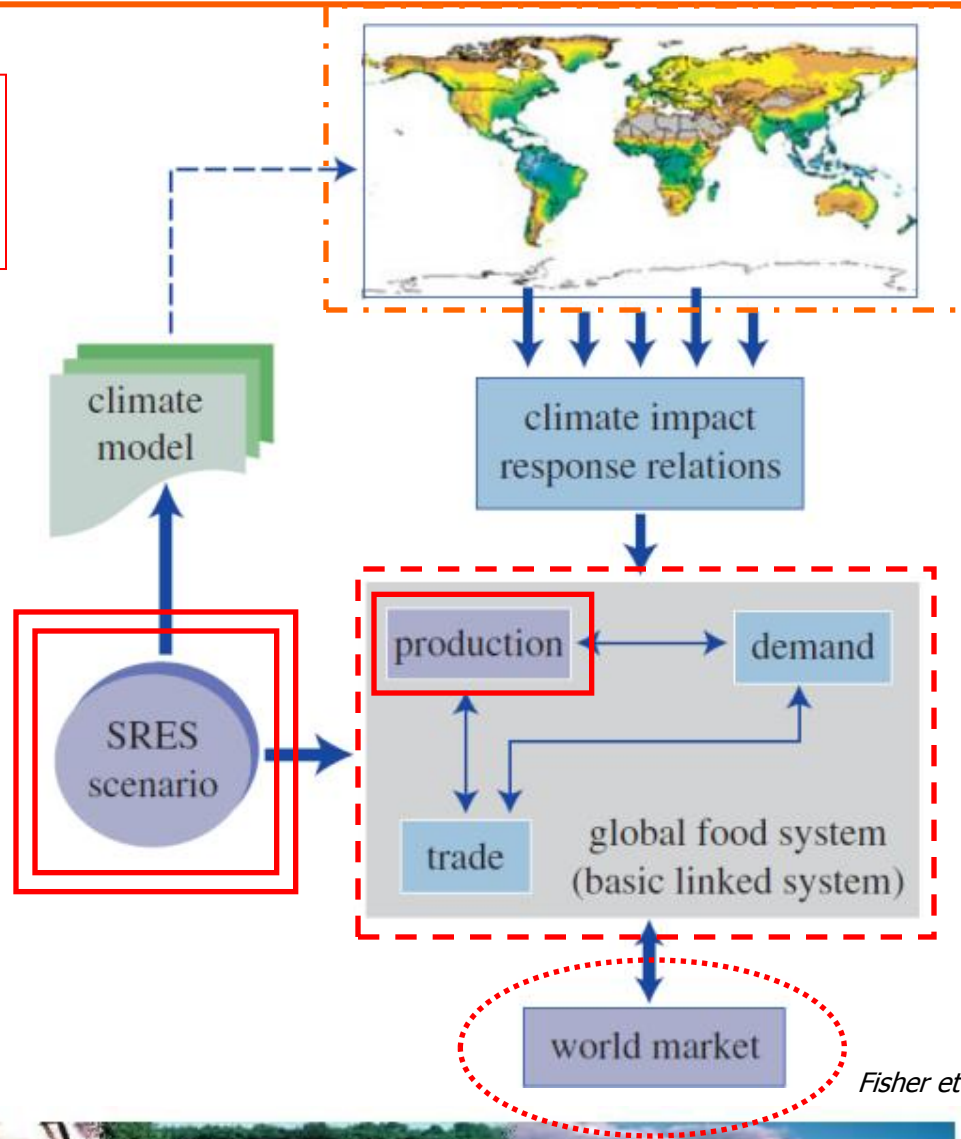 climate
model
climate impact
response relations
production
demand
SRES
scenario
trade
global food system
(basic linked system)
world market
Fisher et